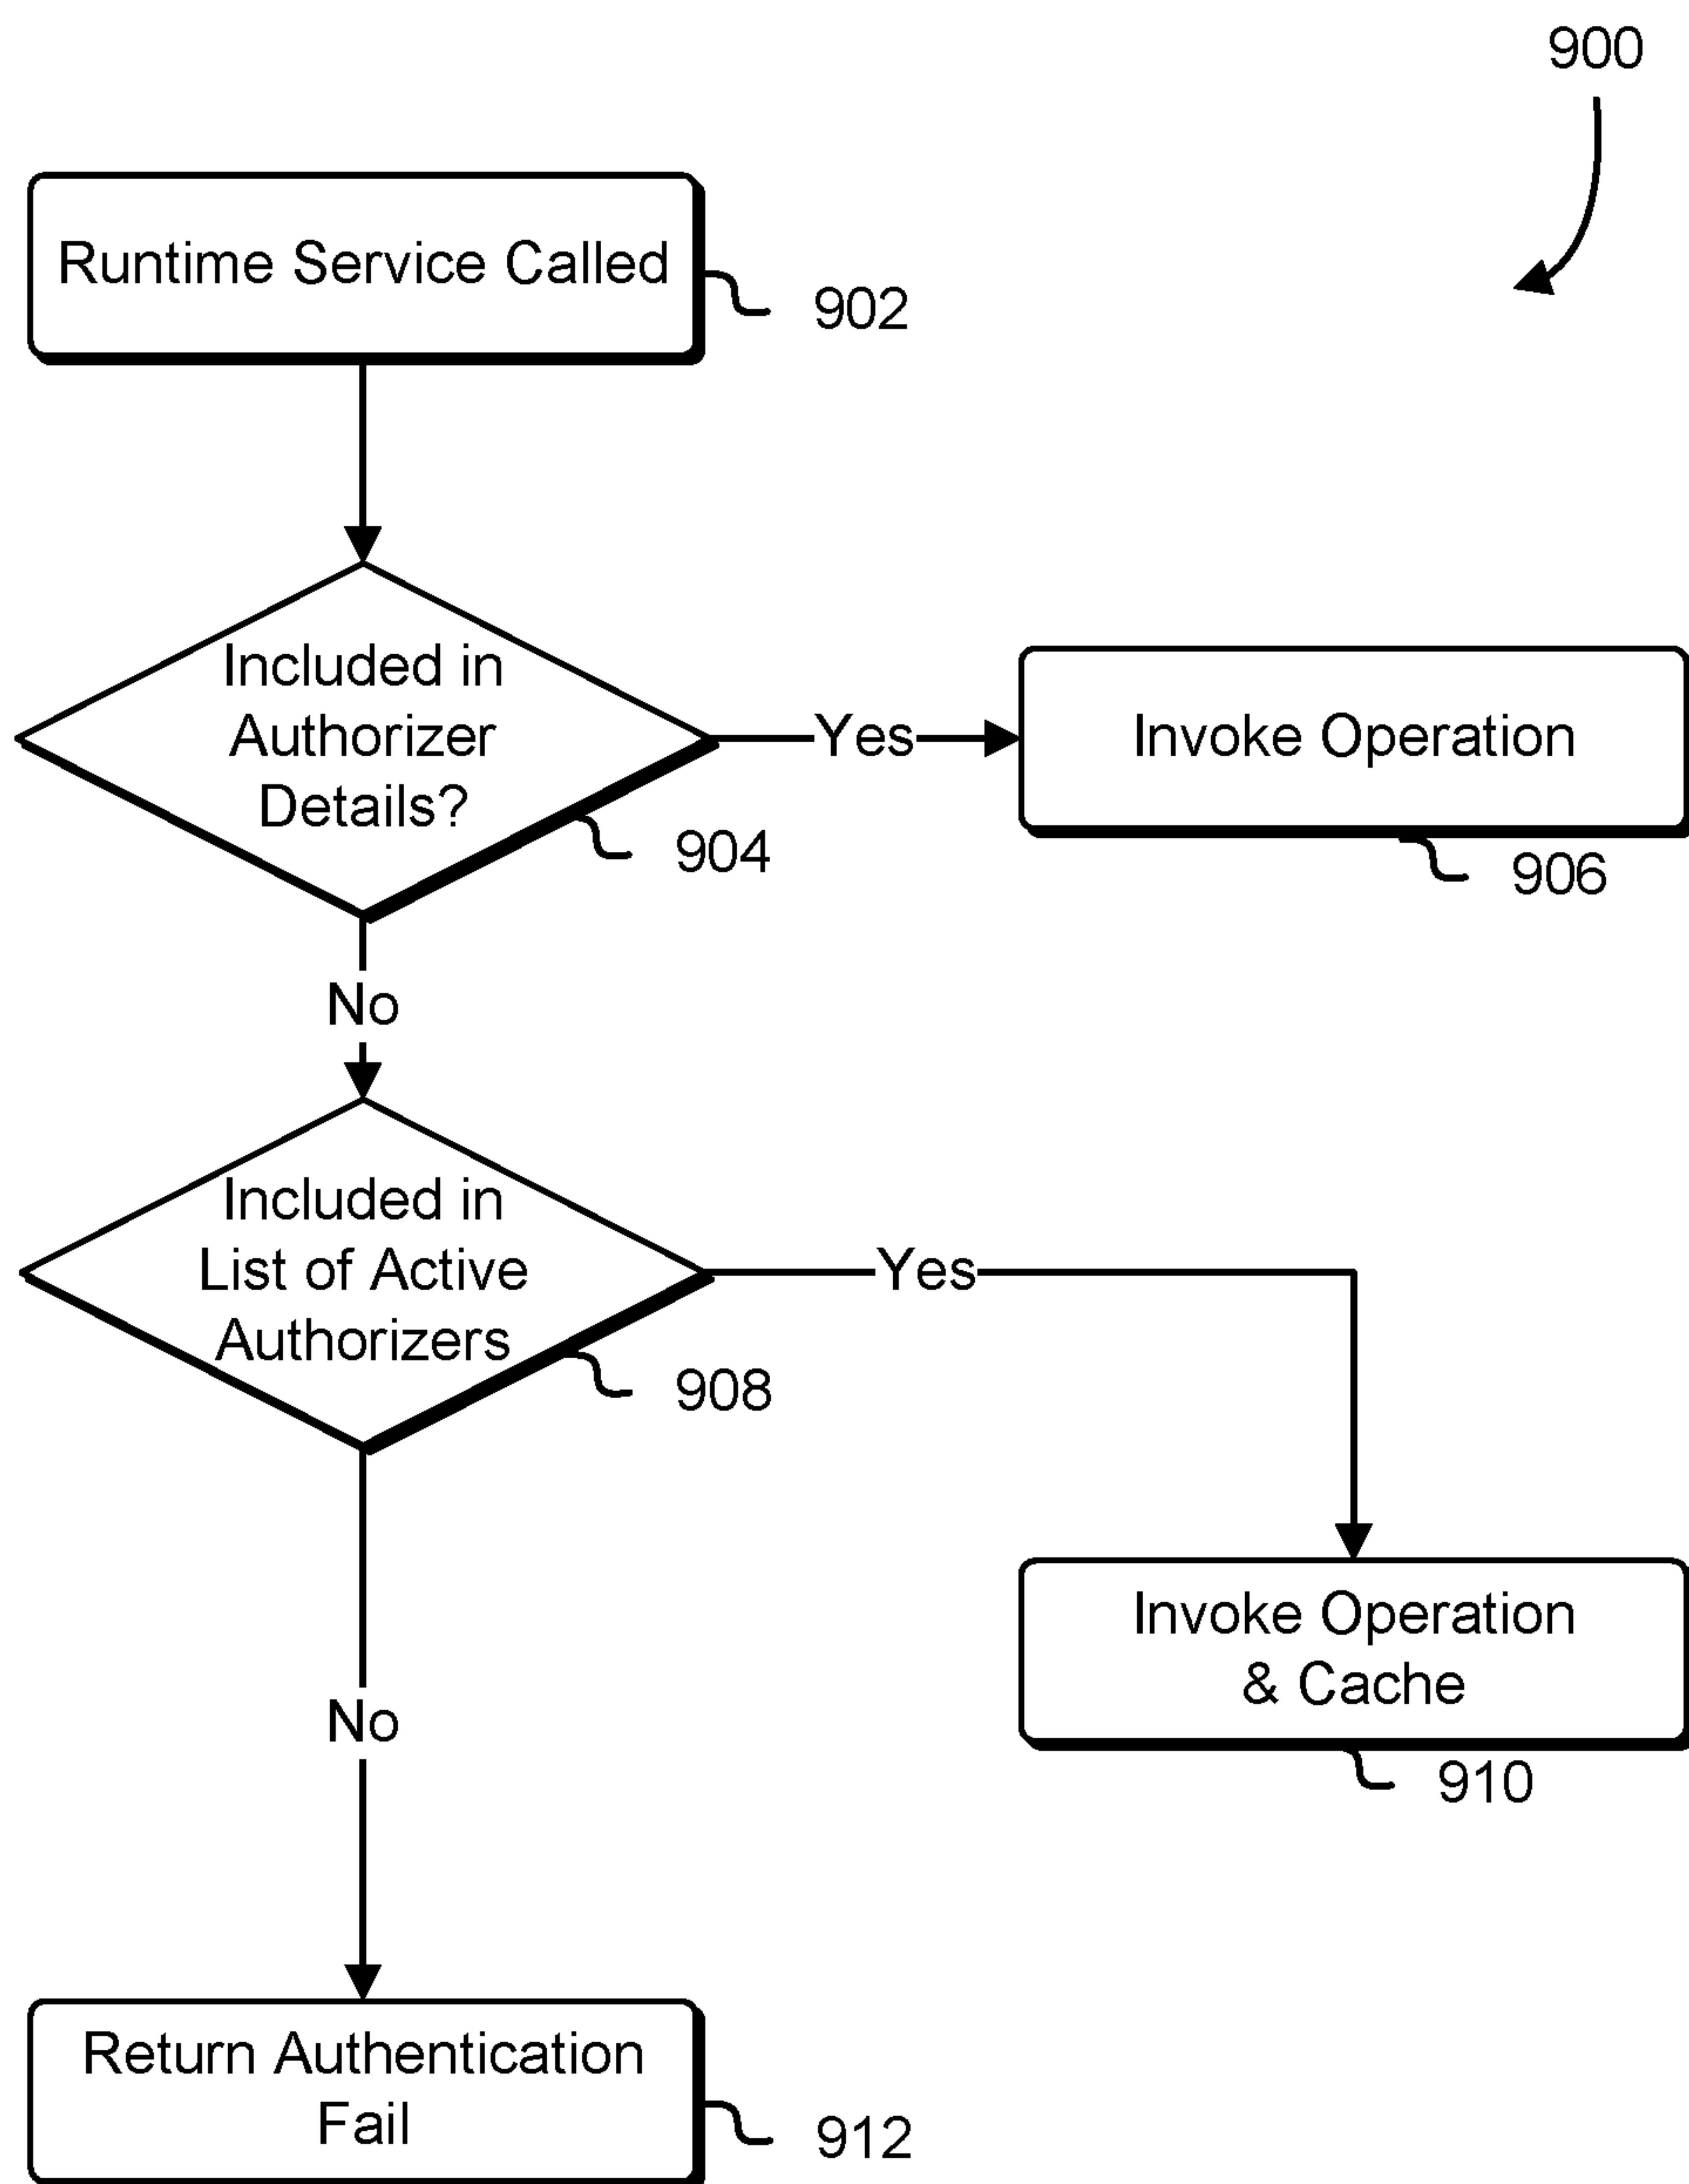 900
Runtime Service Called
902
Included in
Authorizer
Details?
904
Yes
Invoke Operation
906
No
Included in
List of Active
Authorizers
908
Yes
Invoke Operation
& Cache
910
No
Return Authentication
Fail
912